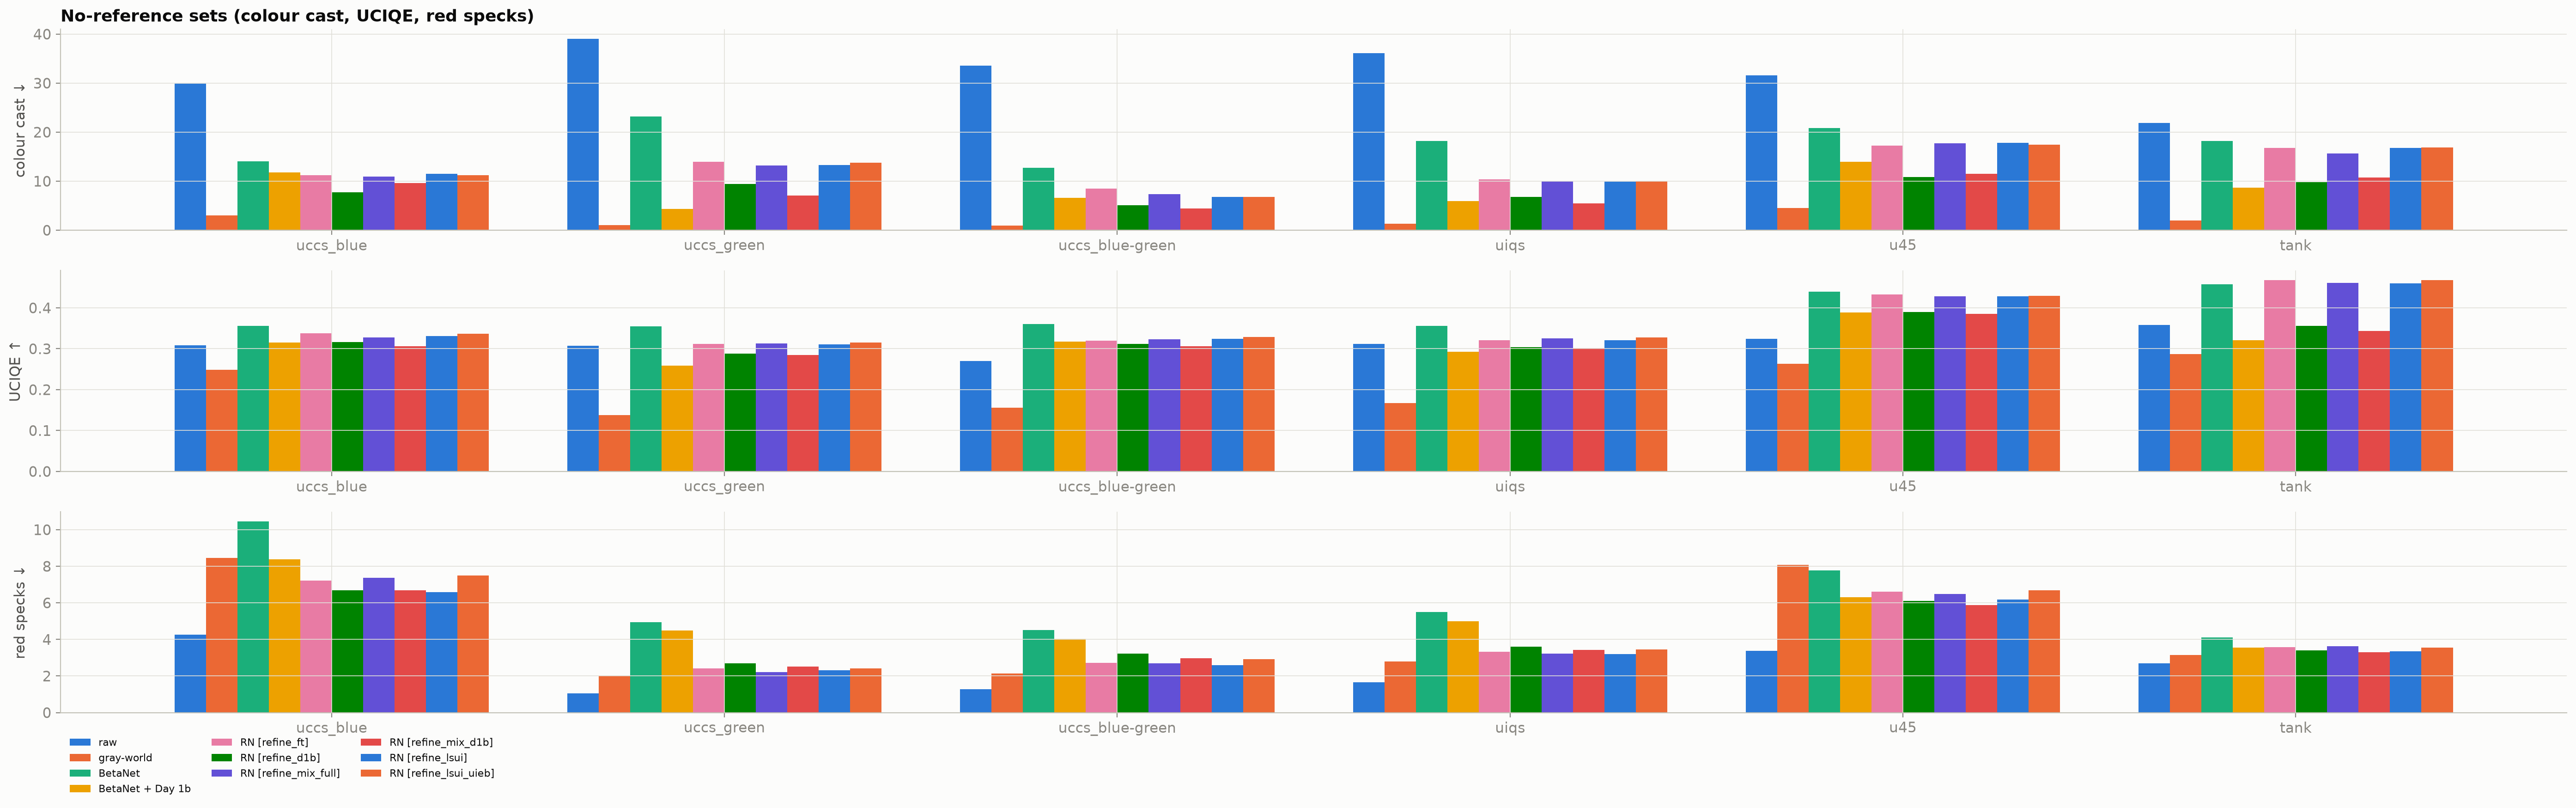 No-reference sets (colour cast, UCIQE, red specks)
40
30
20
10
0
colour cast ↓
uccs_blue uccs_green uccs_blue-green uiqs u45 tank
0.4
0.3
0.2
0.1
0.0
UCIQE ↑
uccs_blue uccs_green uccs_blue-green uiqs u45 tank
10
8
6
4
2
0
red specks ↓
uccs_blue uccs_green uccs_blue-green uiqs u45 tank
raw RN [refine_ft] RN [refine_mix_d1b]
gray-world RN [refine_d1b] RN [refine_lsui]
BetaNet RN [refine_mix_full] RN [refine_lsui_uieb]
BetaNet + Day 1b